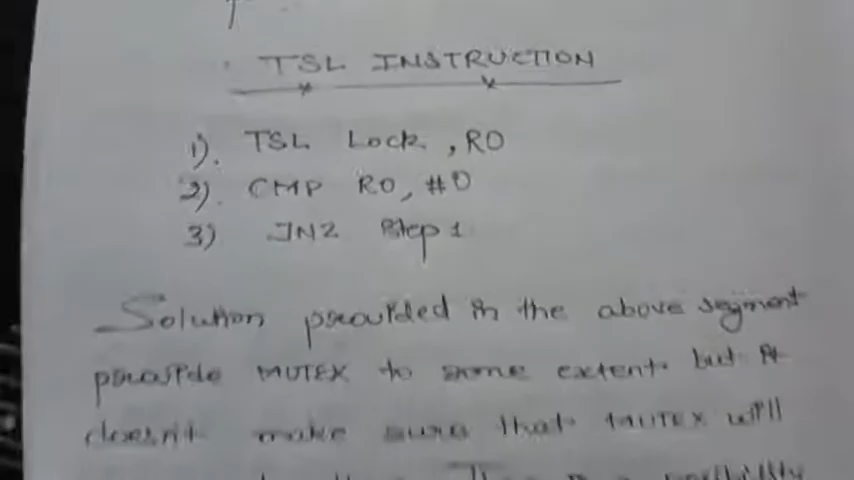 TSL INSTRUCTION
1). TSL Lock, R0
2). CMP R0, #0
3) JNZ Step 1
Solution provided in the above segment
provide MUTEX to some extent but it
doesn't make sure that MUTEX will